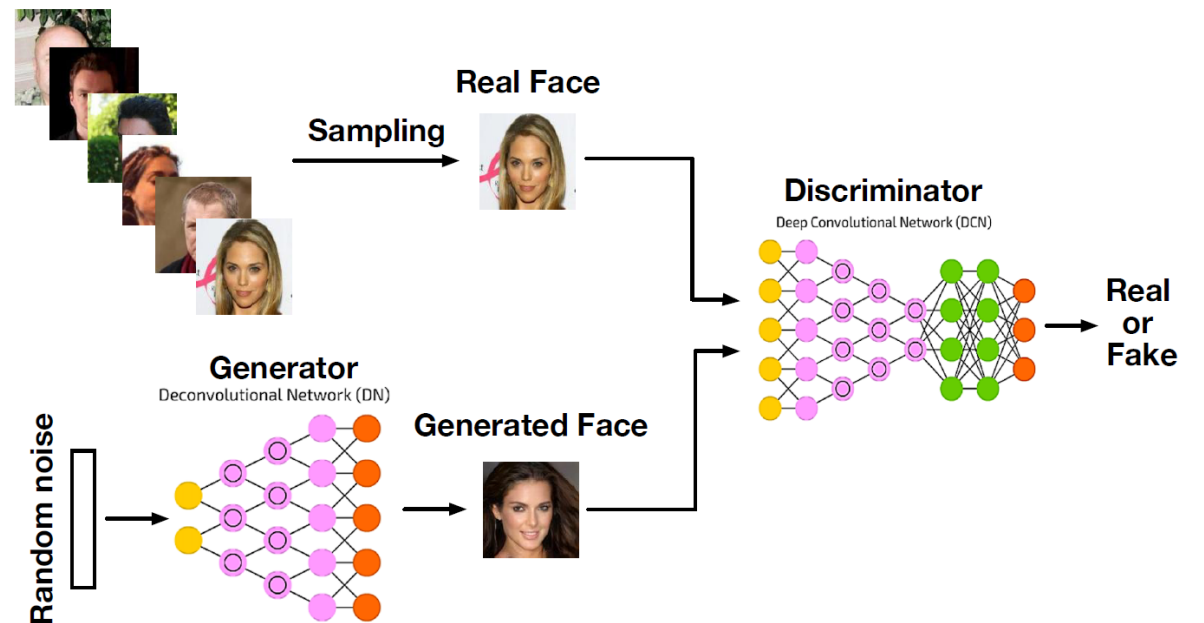 Real Face
Sampling
Discriminator
Deep Convolutional Network (DCN)
Real
or
Fake
Generator
Deconvolutional Network (DN)
Generated Face
Random noise